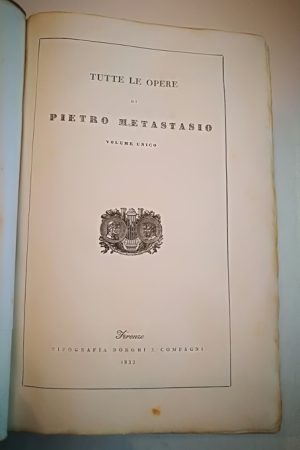 TUTTE LE OPERE
DI
PIETRO METASTASIO
VOLUME UNICO
Firenze
TIPOGRAFIA BORGHI E COMPAGNI
1832